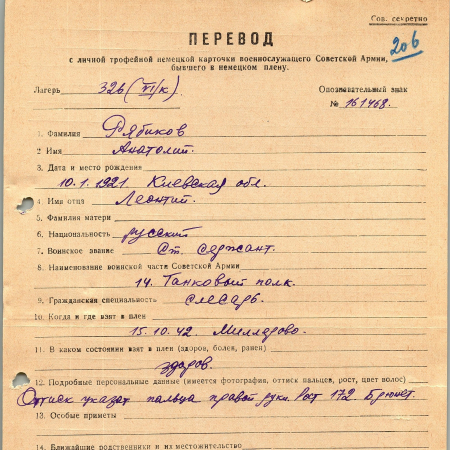 Сов. секретно
206
ПЕРЕВОД
с личной трофейной немецкой карточки военнослужащего Советской Армии,
бывшего в немецком плену.
Лагерь 326 (VI/к) Опознавательный знак
№ 161468.
1. Фамилия Рябиков
2 Имя Анатолий.
3. Дата и место рождения
10.1.1921. Киевская обл.
4 Имя отца Леонтий.
5. Фамилия матери
6. Национальность русский
7. Воинское звание Ст. сержант.
8. Наименование воинской части Советской Армии
14. Танковый полк.
9. Гражданская специальность слесарь.
10. Когда и где взят в плен
15.10.42. Миллерово.
11. В каком состоянии взят в плен (здоров, болен, ранен)
здоров.
12. Подробные персональные данные (имеется фотография, оттиск пальцев, рост, цвет волос)
Оттиск указат пальца правой руки. Рост 172. Брюнет.
13. Особые приметы
14. Ближайшие родственники и их местожительство